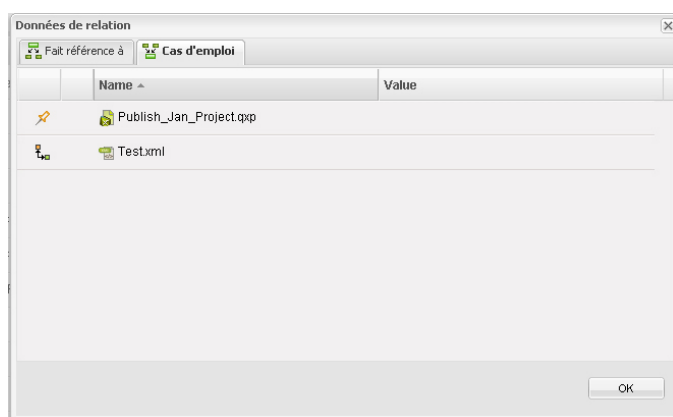 Données de relation
Fait référence à
Cas d'emploi
Name Value
Publish_Jan_Project.qxp
Test.xml
OK